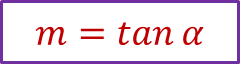 m = tan α